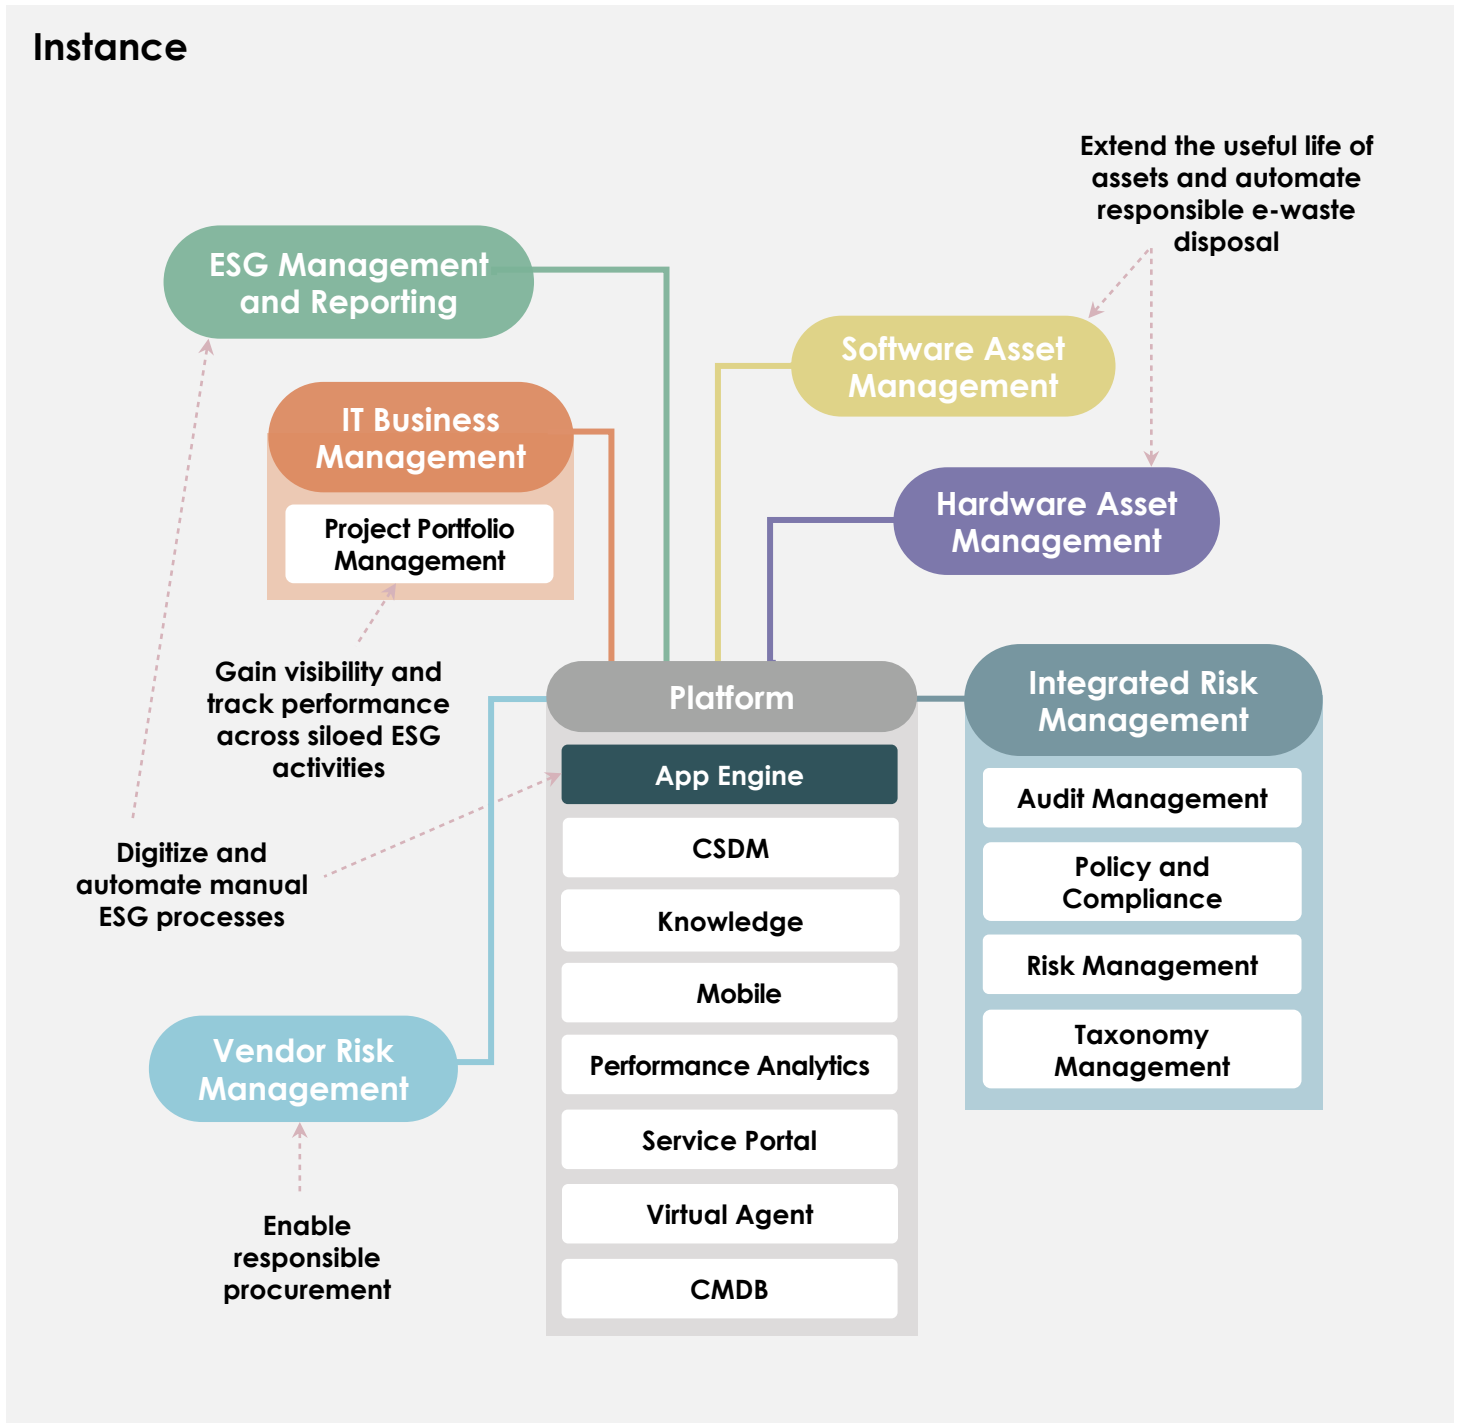 Instance
Extend the useful life of
assets and automate
responsible e-waste
disposal
ESG Management
and Reporting
Software Asset
Management
IT Business
Management
Project Portfolio
Management
Hardware Asset
Management
Gain visibility and
track performance
across siloed ESG
activities
Digitize and
automate manual
ESG processes
Vendor Risk
Management
Enable
responsible
procurement
Platform
App Engine
CSDM
Knowledge
Mobile
Performance Analytics
Service Portal
Virtual Agent
CMDB
Integrated Risk
Management
Audit Management
Policy and
Compliance
Risk Management
Taxonomy
Management